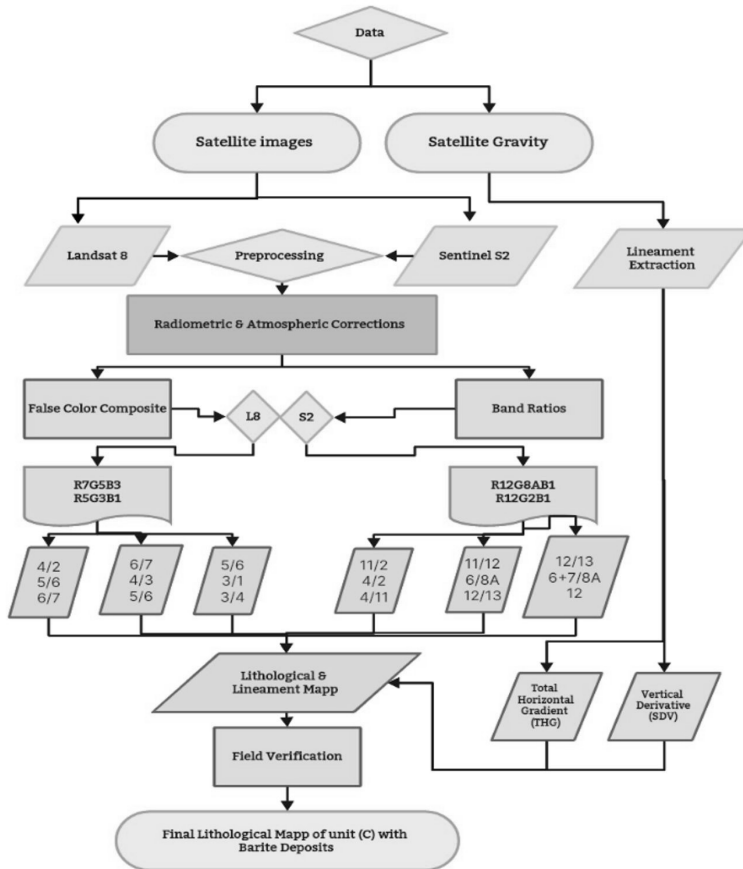 Data
Satellite images
Satellite Gravity
Landsat 8
Preprocessing
Sentinel S2
Lineament
Extraction
Radiometric & Atmospheric Corrections
False Color Composite
L8
S2
Band Ratios
R7G5B3
R5G3B1
R12G8AB1
R12G2B1
4/2
5/6
6/7
6/7
4/3
5/6
5/6
3/1
3/4
11/2
4/2
4/11
11/12
6/8A
12/13
12/13
6+7/8A
12
Lithological &
Lineament Mapp
Total
Horizontal
Gradient
(THG)
Vertical
Derivative
(SDV)
Field Verification
Final Lithological Mapp of unit (C) with
Barite Deposits